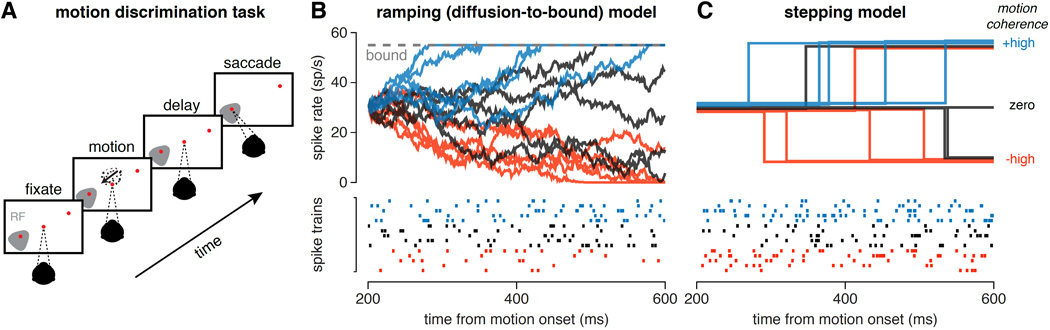 A motion discrimination task
fixate
RF
motion
delay
saccade
time
B ramping (diffusion-to-bound) model
spike rate (sp/s)
60
40
20
0
bound
spike trains
200
400
600
time from motion onset (ms)
C stepping model
motion
coherence
+high
zero
-high
200
400
600
time from motion onset (ms)